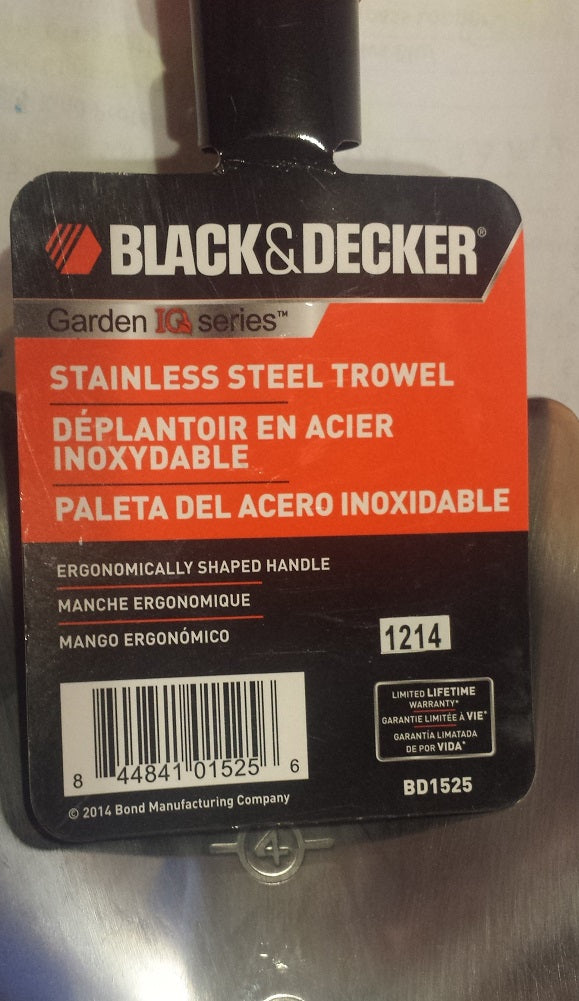 BLACK&DECKER®
Garden IQ series™
STAINLESS STEEL TROWEL
DÉPLANTOIR EN ACIER
INOXYDABLE
PALETA DEL ACERO INOXIDABLE
ERGONOMICALLY SHAPED HANDLE
MANCHE ERGONOMIQUE
MANGO ERGONÓMICO
1214
LIMITED LIFETIME
WARRANTY*
GARANTIE LIMITÉE À VIE*
GARANTÍA LIMATADA
DE POR VIDA*
8 44841 01525 6
BD1525
© 2014 Bond Manufacturing Company
4